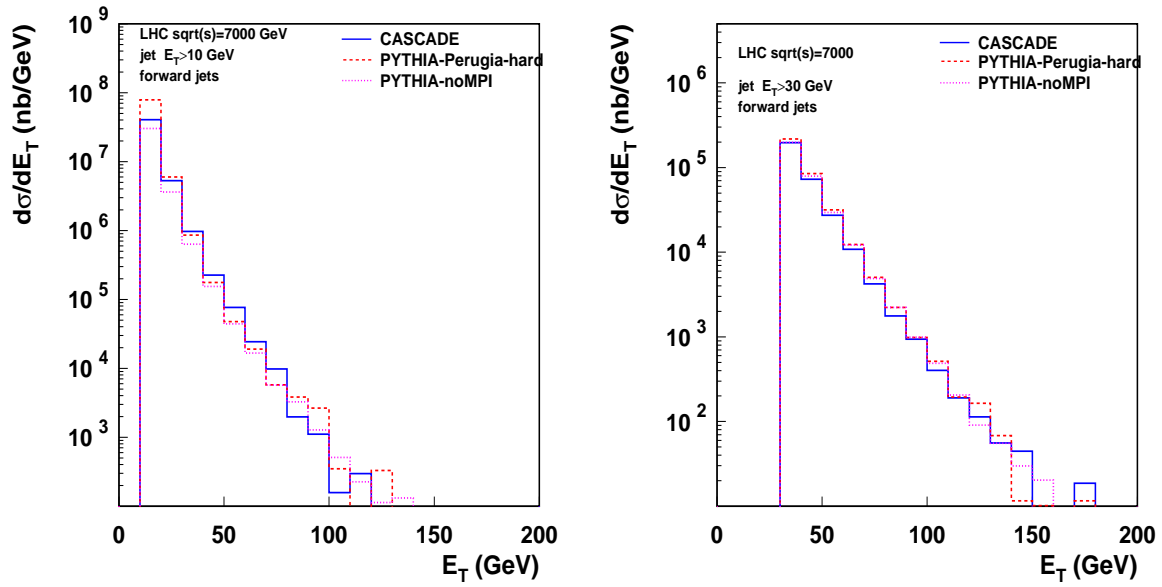 dσ/dE_T (nb/GeV)
10^9
10^8
10^7
10^6
10^5
10^4
10^3
LHC sqrt(s)=7000 GeV
jet E_T>10 GeV
forward jets
CASCADE
PYTHIA-Perugia-hard
PYTHIA-noMPI
0 50 100 150 200
E_T (GeV)
dσ/dE_T (nb/GeV)
10^6
10^5
10^4
10^3
10^2
LHC sqrt(s)=7000
jet E_T>30 GeV
forward jets
CASCADE
PYTHIA-Perugia-hard
PYTHIA-noMPI
0 50 100 150 200
E_T (GeV)